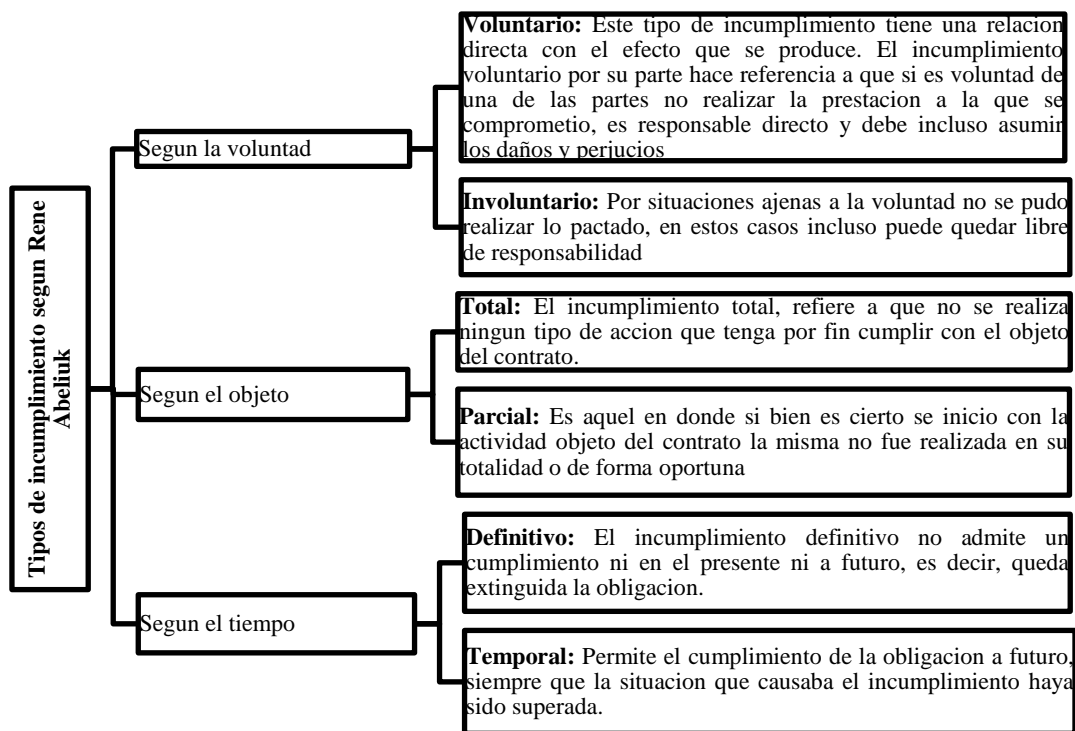 Tipos de incumplimiento segun Rene
Abeliuk
Segun la voluntad
Voluntario: Este tipo de incumplimiento tiene una relacion
directa con el efecto que se produce. El incumplimiento
voluntario por su parte hace referencia a que si es voluntad de
una de las partes no realizar la prestacion a la que se
comprometio, es responsable directo y debe incluso asumir
los daños y perjucios
Involuntario: Por situaciones ajenas a la voluntad no se pudo
realizar lo pactado, en estos casos incluso puede quedar libre
de responsabilidad
Segun el objeto
Total: El incumplimiento total, refiere a que no se realiza
ningun tipo de accion que tenga por fin cumplir con el objeto
del contrato.
Parcial: Es aquel en donde si bien es cierto se inicio con la
actividad objeto del contrato la misma no fue realizada en su
totalidad o de forma oportuna
Segun el tiempo
Definitivo: El incumplimiento definitivo no admite un
cumplimiento ni en el presente ni a futuro, es decir, queda
extinguida la obligacion.
Temporal: Permite el cumplimiento de la obligacion a futuro,
siempre que la situacion que causaba el incumplimiento haya
sido superada.